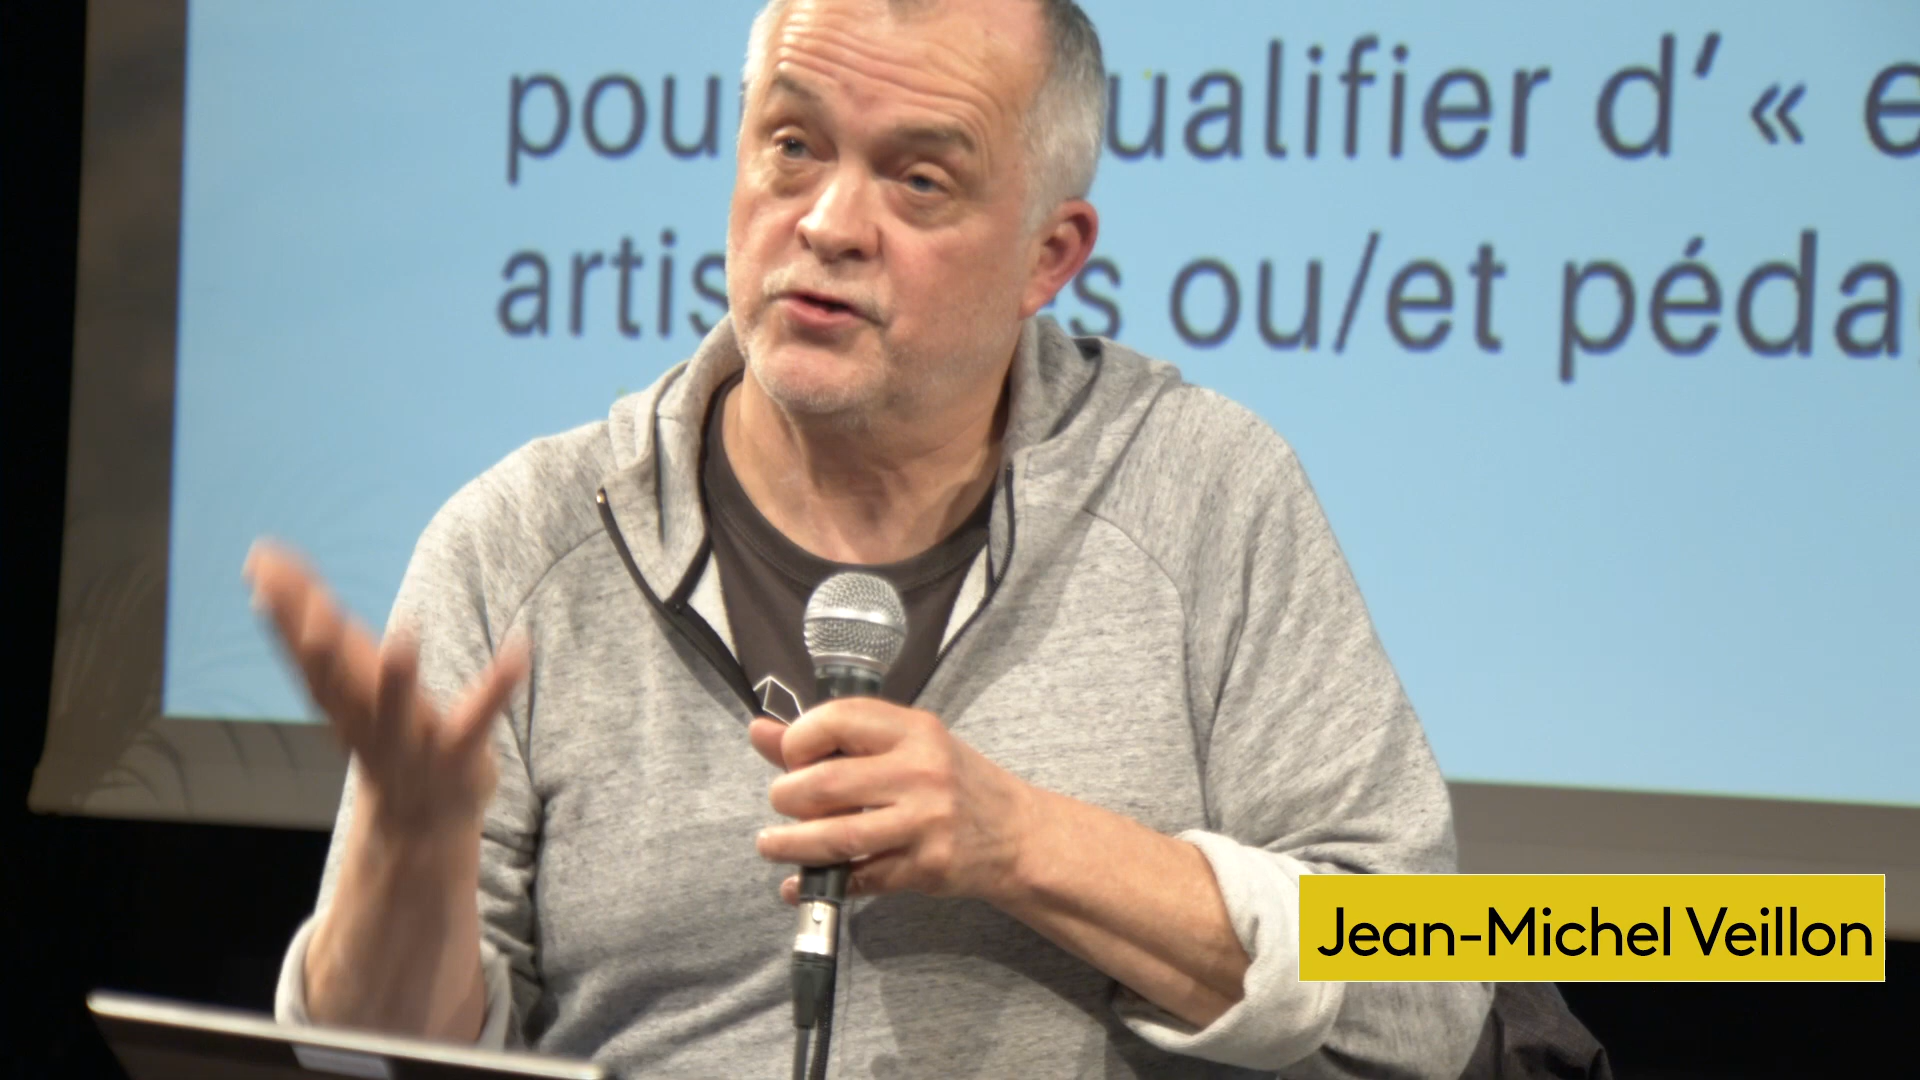 pou ualifier d’ « e
artis s ou/et péda
Jean-Michel Veillon